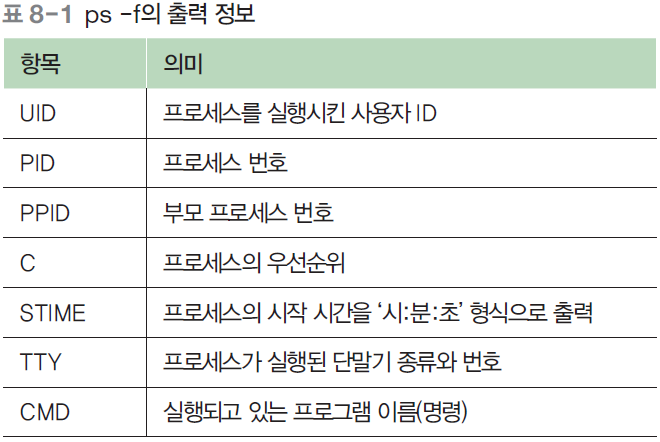 표 8-1 ps -f의 출력 정보
항목 의미
UID 프로세스를 실행시킨 사용자 ID
PID 프로세스 번호
PPID 부모 프로세스 번호
C 프로세스의 우선순위
STIME 프로세스의 시작 시간을 ‘시:분:초’ 형식으로 출력
TTY 프로세스가 실행된 단말기 종류와 번호
CMD 실행되고 있는 프로그램 이름(명령)